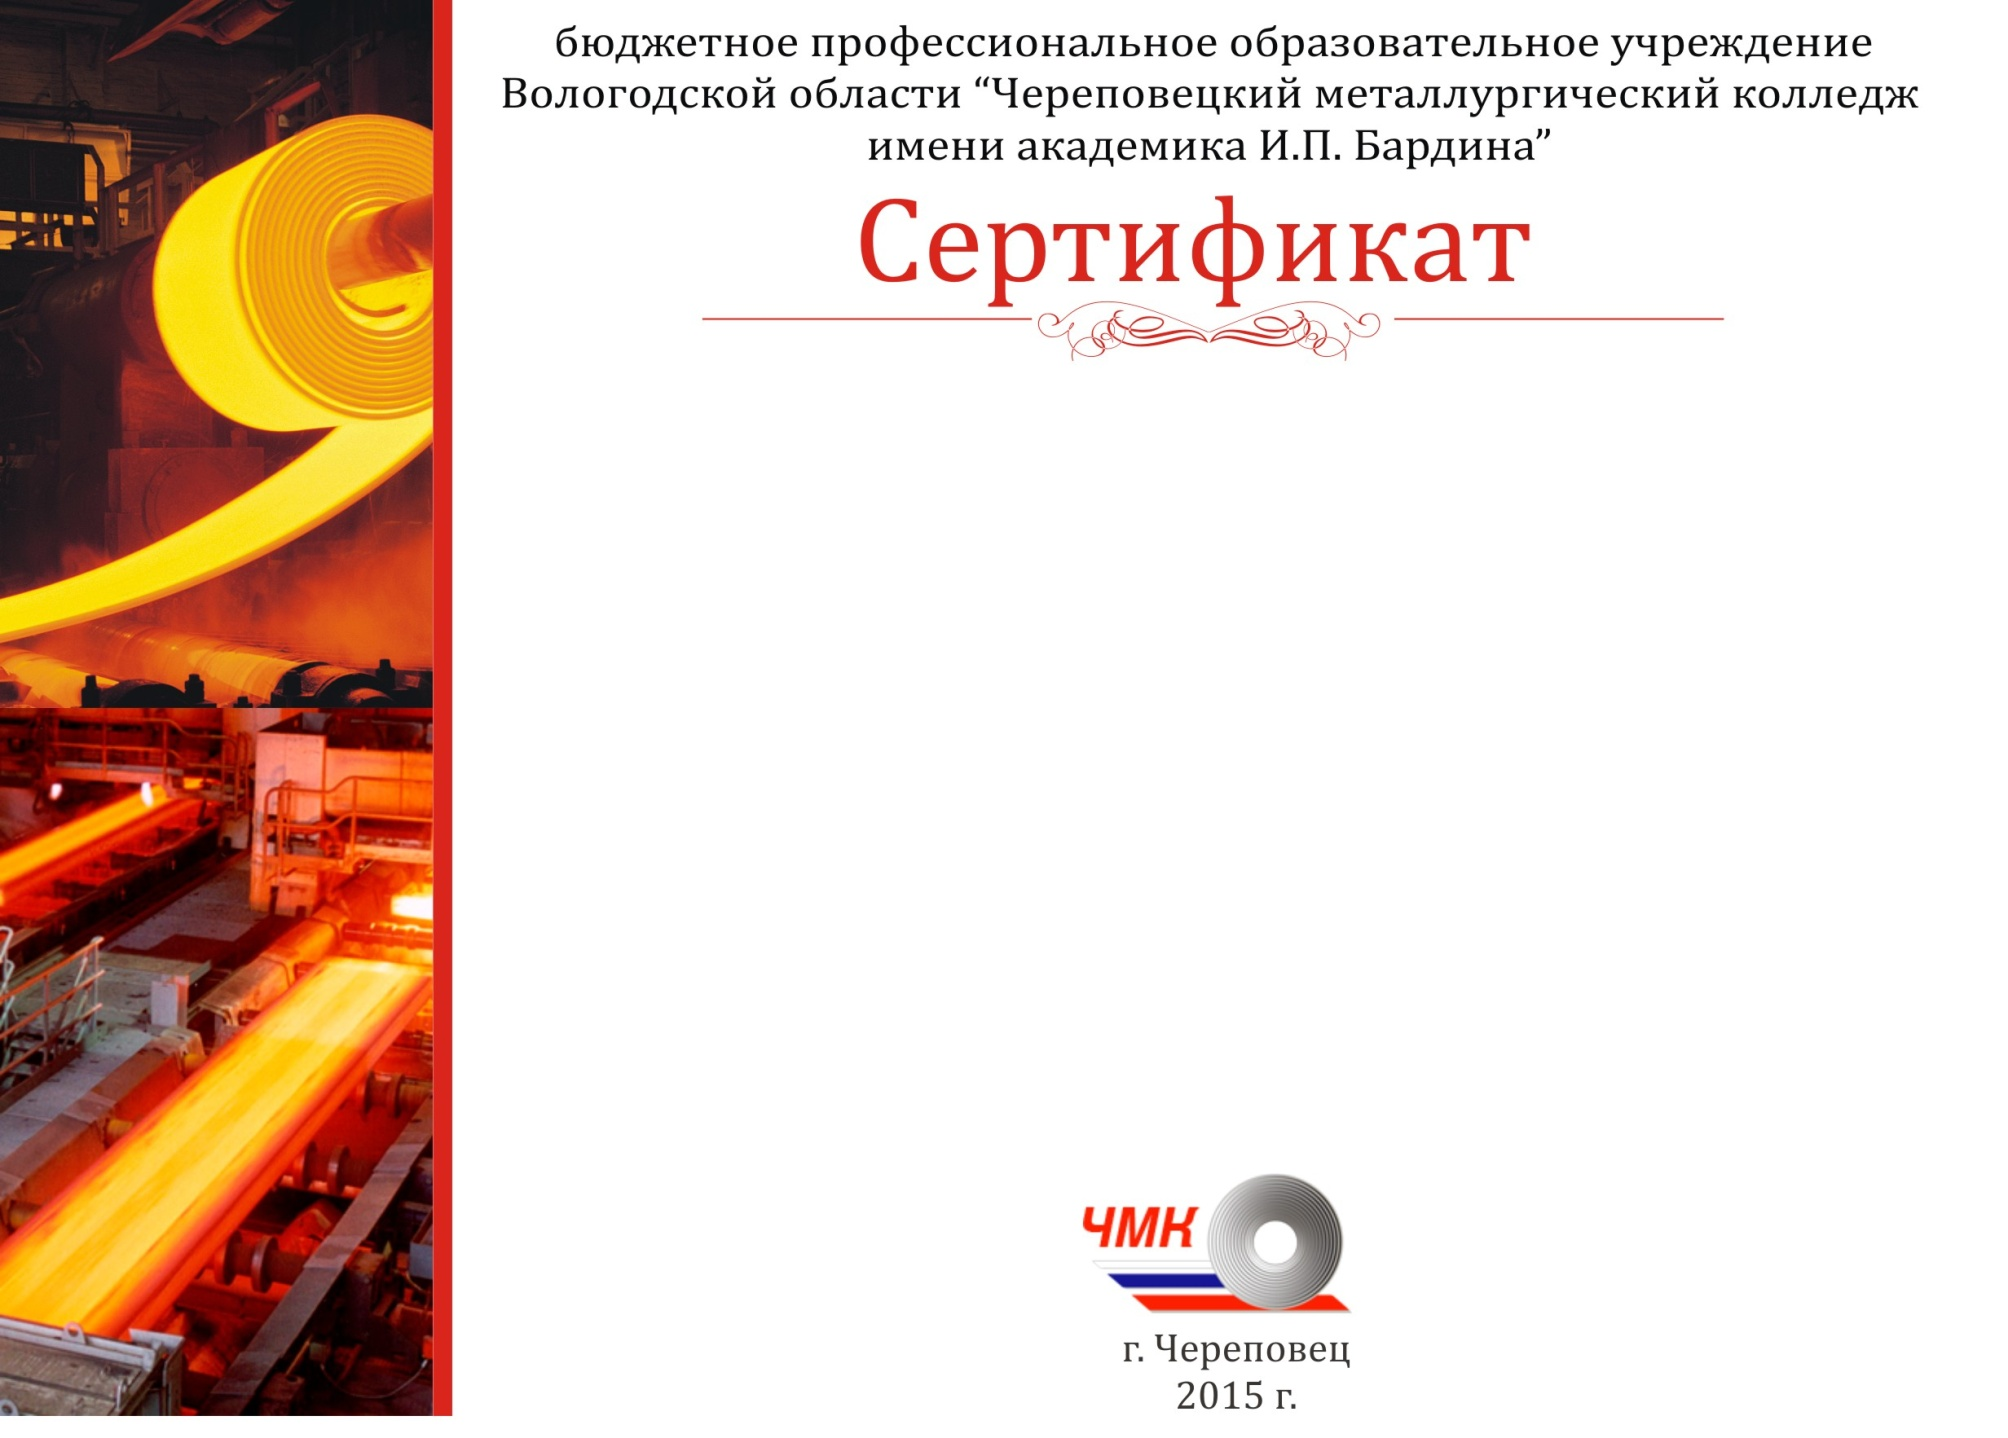 бюджетное профессиональное образовательное учреждение
Вологодской области “Череповецкий металлургический колледж
имени академика И.П. Бардина”
Сертификат
ЧМК
г. Череповец
2015 г.